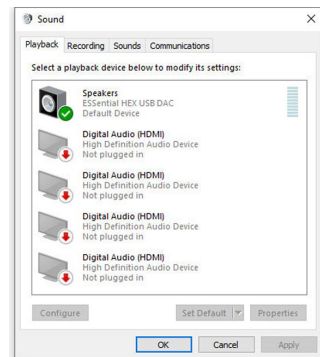 Sound
Playback Recording Sounds Communications
Select a playback device below to modify its settings:
Speakers
ESSential HEX USB DAC
Default Device
Digital Audio (HDMI)
High Definition Audio Device
Not plugged in
Digital Audio (HDMI)
High Definition Audio Device
Not plugged in
Digital Audio (HDMI)
High Definition Audio Device
Not plugged in
Digital Audio (HDMI)
High Definition Audio Device
Not plugged in
Configure Set Default Properties
OK Cancel Apply